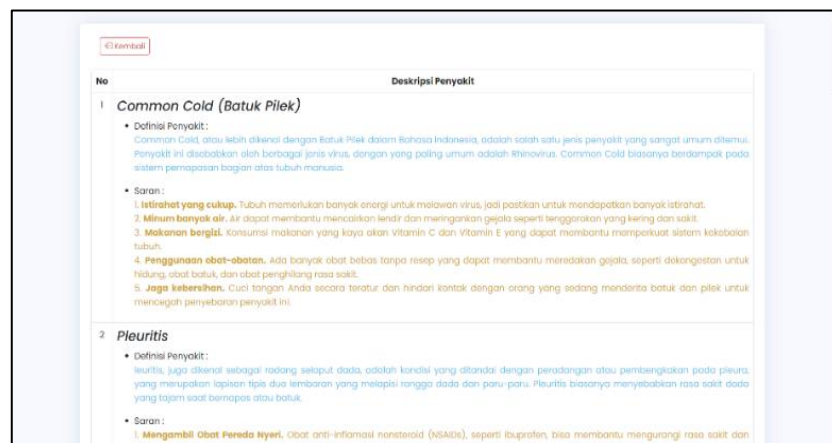 Kembali
No Deskripsi Penyakit
1 Common Cold (Batuk Pilek)
• Definisi Penyakit :
Common Cold, atau lebih dikenal dengan Batuk Pilek dalam Bahasa Indonesia, adalah salah satu jenis penyakit yang sangat umum ditemui.
Penyakit ini disebabkan oleh berbagai jenis virus, dengan yang paling umum adalah Rhinovirus. Common Cold biasanya berdampak pada
sistem pernapasan bagian atas tubuh manusia.
• Saran :
1. Istirahat yang cukup. Tubuh memerlukan banyak energi untuk melawan virus, jadi pastikan untuk mendapatkan banyak istirahat.
2. Minum banyak air. Air dapat membantu mencairkan lendir dan meringankan gejala seperti tenggorokan yang kering dan sakit.
3. Makanan bergizi. Konsumsi makanan yang kaya akan Vitamin C dan Vitamin E yang dapat membantu memperkuat sistem kekebalan
tubuh.
4. Penggunaan obat-obatan. Ada banyak obat bebas tanpa resep yang dapat membantu meredakan gejala, seperti dekongestan untuk
hidung, obat batuk, dan obat penghilang rasa sakit.
5. Jaga kebersihan. Cuci tangan Anda secara teratur dan hindari kontak dengan orang yang sedang menderita batuk dan pilek untuk
mencegah penyebaran penyakit ini.
2 Pleuritis
• Definisi Penyakit :
leuritis, juga dikenal sebagai radang selaput dada, adalah kondisi yang ditandai dengan peradangan atau pembengkakan pada pleura,
yang merupakan lapisan tipis dua lembaran yang melapisi rongga dada dan paru-paru. Pleuritis biasanya menyebabkan rasa sakit dada
yang tajam saat bernapas atau batuk.
• Saran :
1. Mengambil Obat Pereda Nyeri. Obat anti-inflamasi nonsteroid (NSAIDs), seperti ibuprofen, bisa membantu mengurangi rasa sakit dan